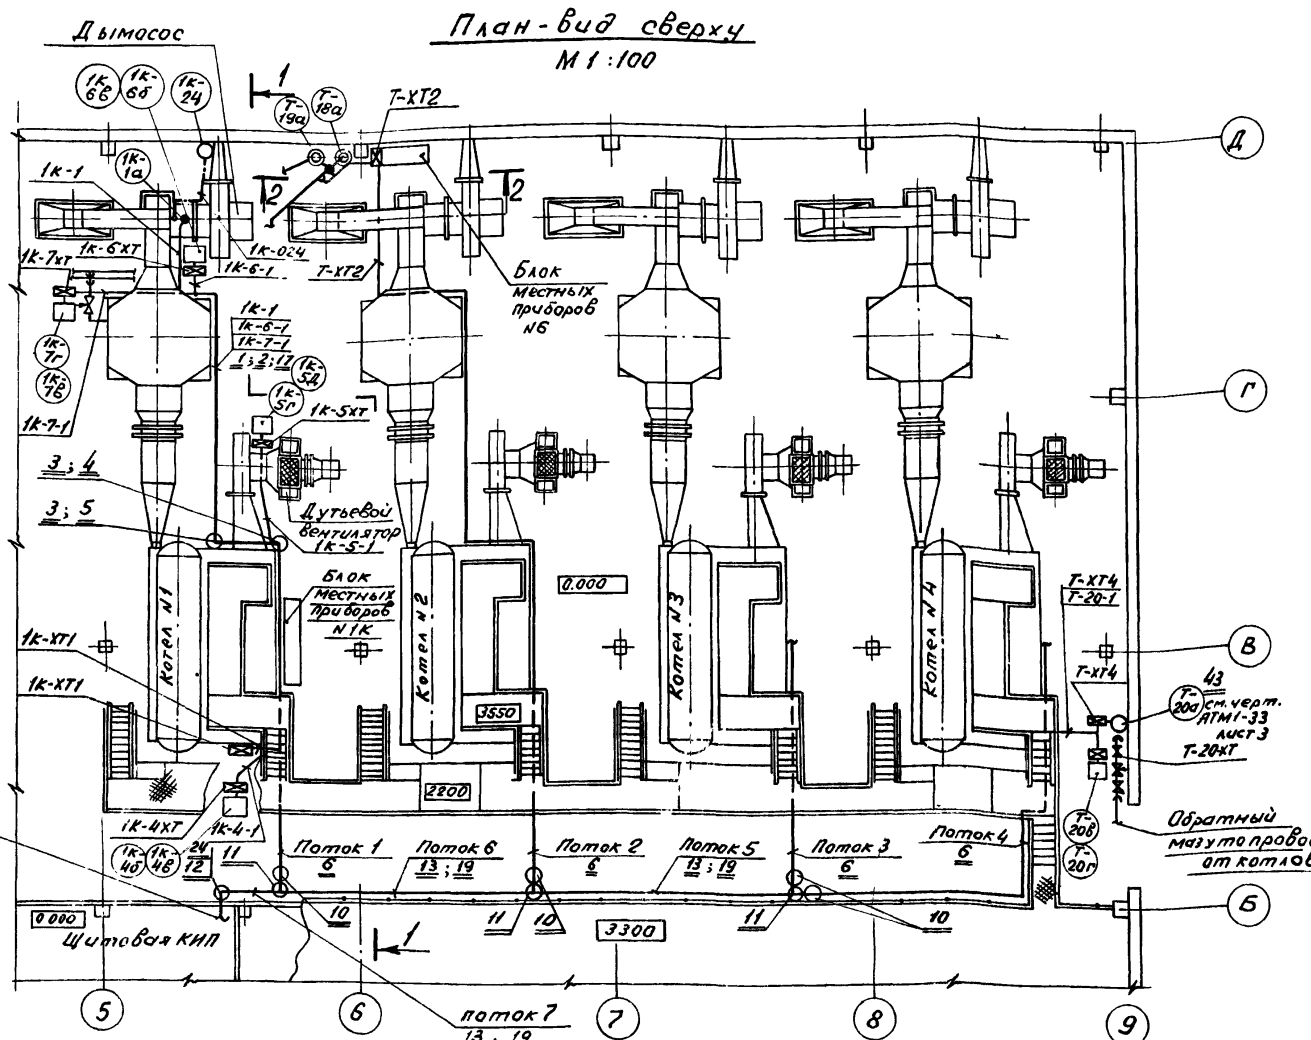 План-вид сверху
М 1:100
Дымосос
1К-6в
1К-6б
1К-24
1
Т-19а
Т-18а
Т-ХТ2
Д
1К-1а
1К-1
2
2
1К-7ХТ
1К-6ХТ
1К-024
1К-6-1
Т-ХТ2
Блок
местных
приборов
N6
1К-1
1К-6-1
1К-7-1
1; 2; 17
1К-7г
1К-7в
1К-5д
1К-5г
1К-5ХТ
1К-7-1
Г
3; 4
3; 5
Дутьевой
вентилятор
1К-5-1
Блок
местных
приборов
N1К
0.000
Котел N1
Котел N2
Котел N3
Котел N4
Т-ХТ4
Т-20-1
1К-ХТ1
1К-ХТ1
В
Т-ХТ4
43
Т-20а
см. черт.
АТМ1-33
лист 3
Т-20ХТ
3550
2200
1К-4ХТ
1К-4-1
1К-4б
1К-4в
24
12
11
Поток 1
6
Поток 6
13; 19
Поток 2
6
Поток 5
13; 19
Поток 3
6
Поток 4
6
Т-20в
Т-20г
Обратный
мазутопровод
от котлов
0.000
Щитовая КИП
10
1
11
10
3300
11
10
Б
5
6
7
8
9
поток 7
13; 19